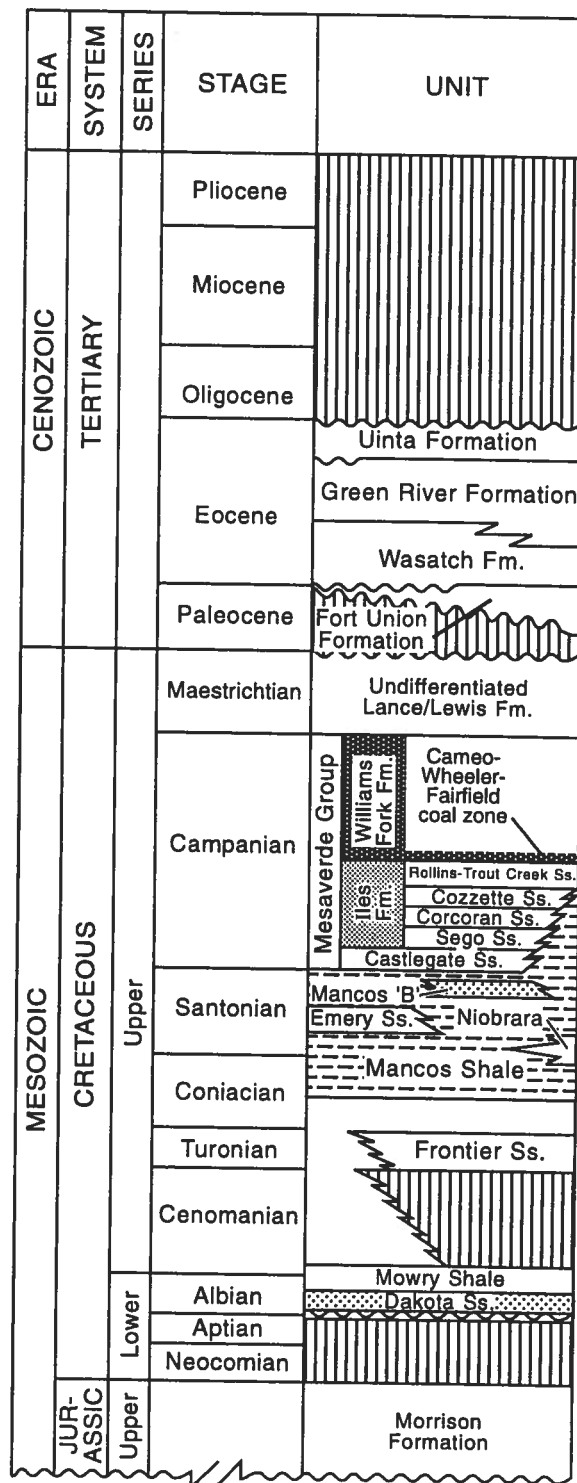 ERA
SYSTEM
SERIES
STAGE
UNIT
CENOZOIC
TERTIARY
Pliocene
Miocene
Oligocene
Eocene
Paleocene
Uinta Formation
Green River Formation
Wasatch Fm.
Fort Union
Formation
MESOZOIC
CRETACEOUS
Upper
Maestrichtian
Undifferentiated
Lance/Lewis Fm.
Campanian
Mesaverde Group
Williams
Fork Fm.
Iles
Fm.
Cameo-
Wheeler-
Fairfield
coal zone
Rollins-Trout Creek Ss.
Cozzette Ss.
Corcoran Ss.
Sego Ss.
Castlegate Ss.
Santonian
Mancos 'B'
Emery Ss.
Niobrara
Mancos Shale
Coniacian
Turonian
Frontier Ss.
Cenomanian
Mowry Shale
Lower
Albian
Dakota Ss.
Aptian
Neocomian
JUR-
ASSIC
Upper
Morrison
Formation